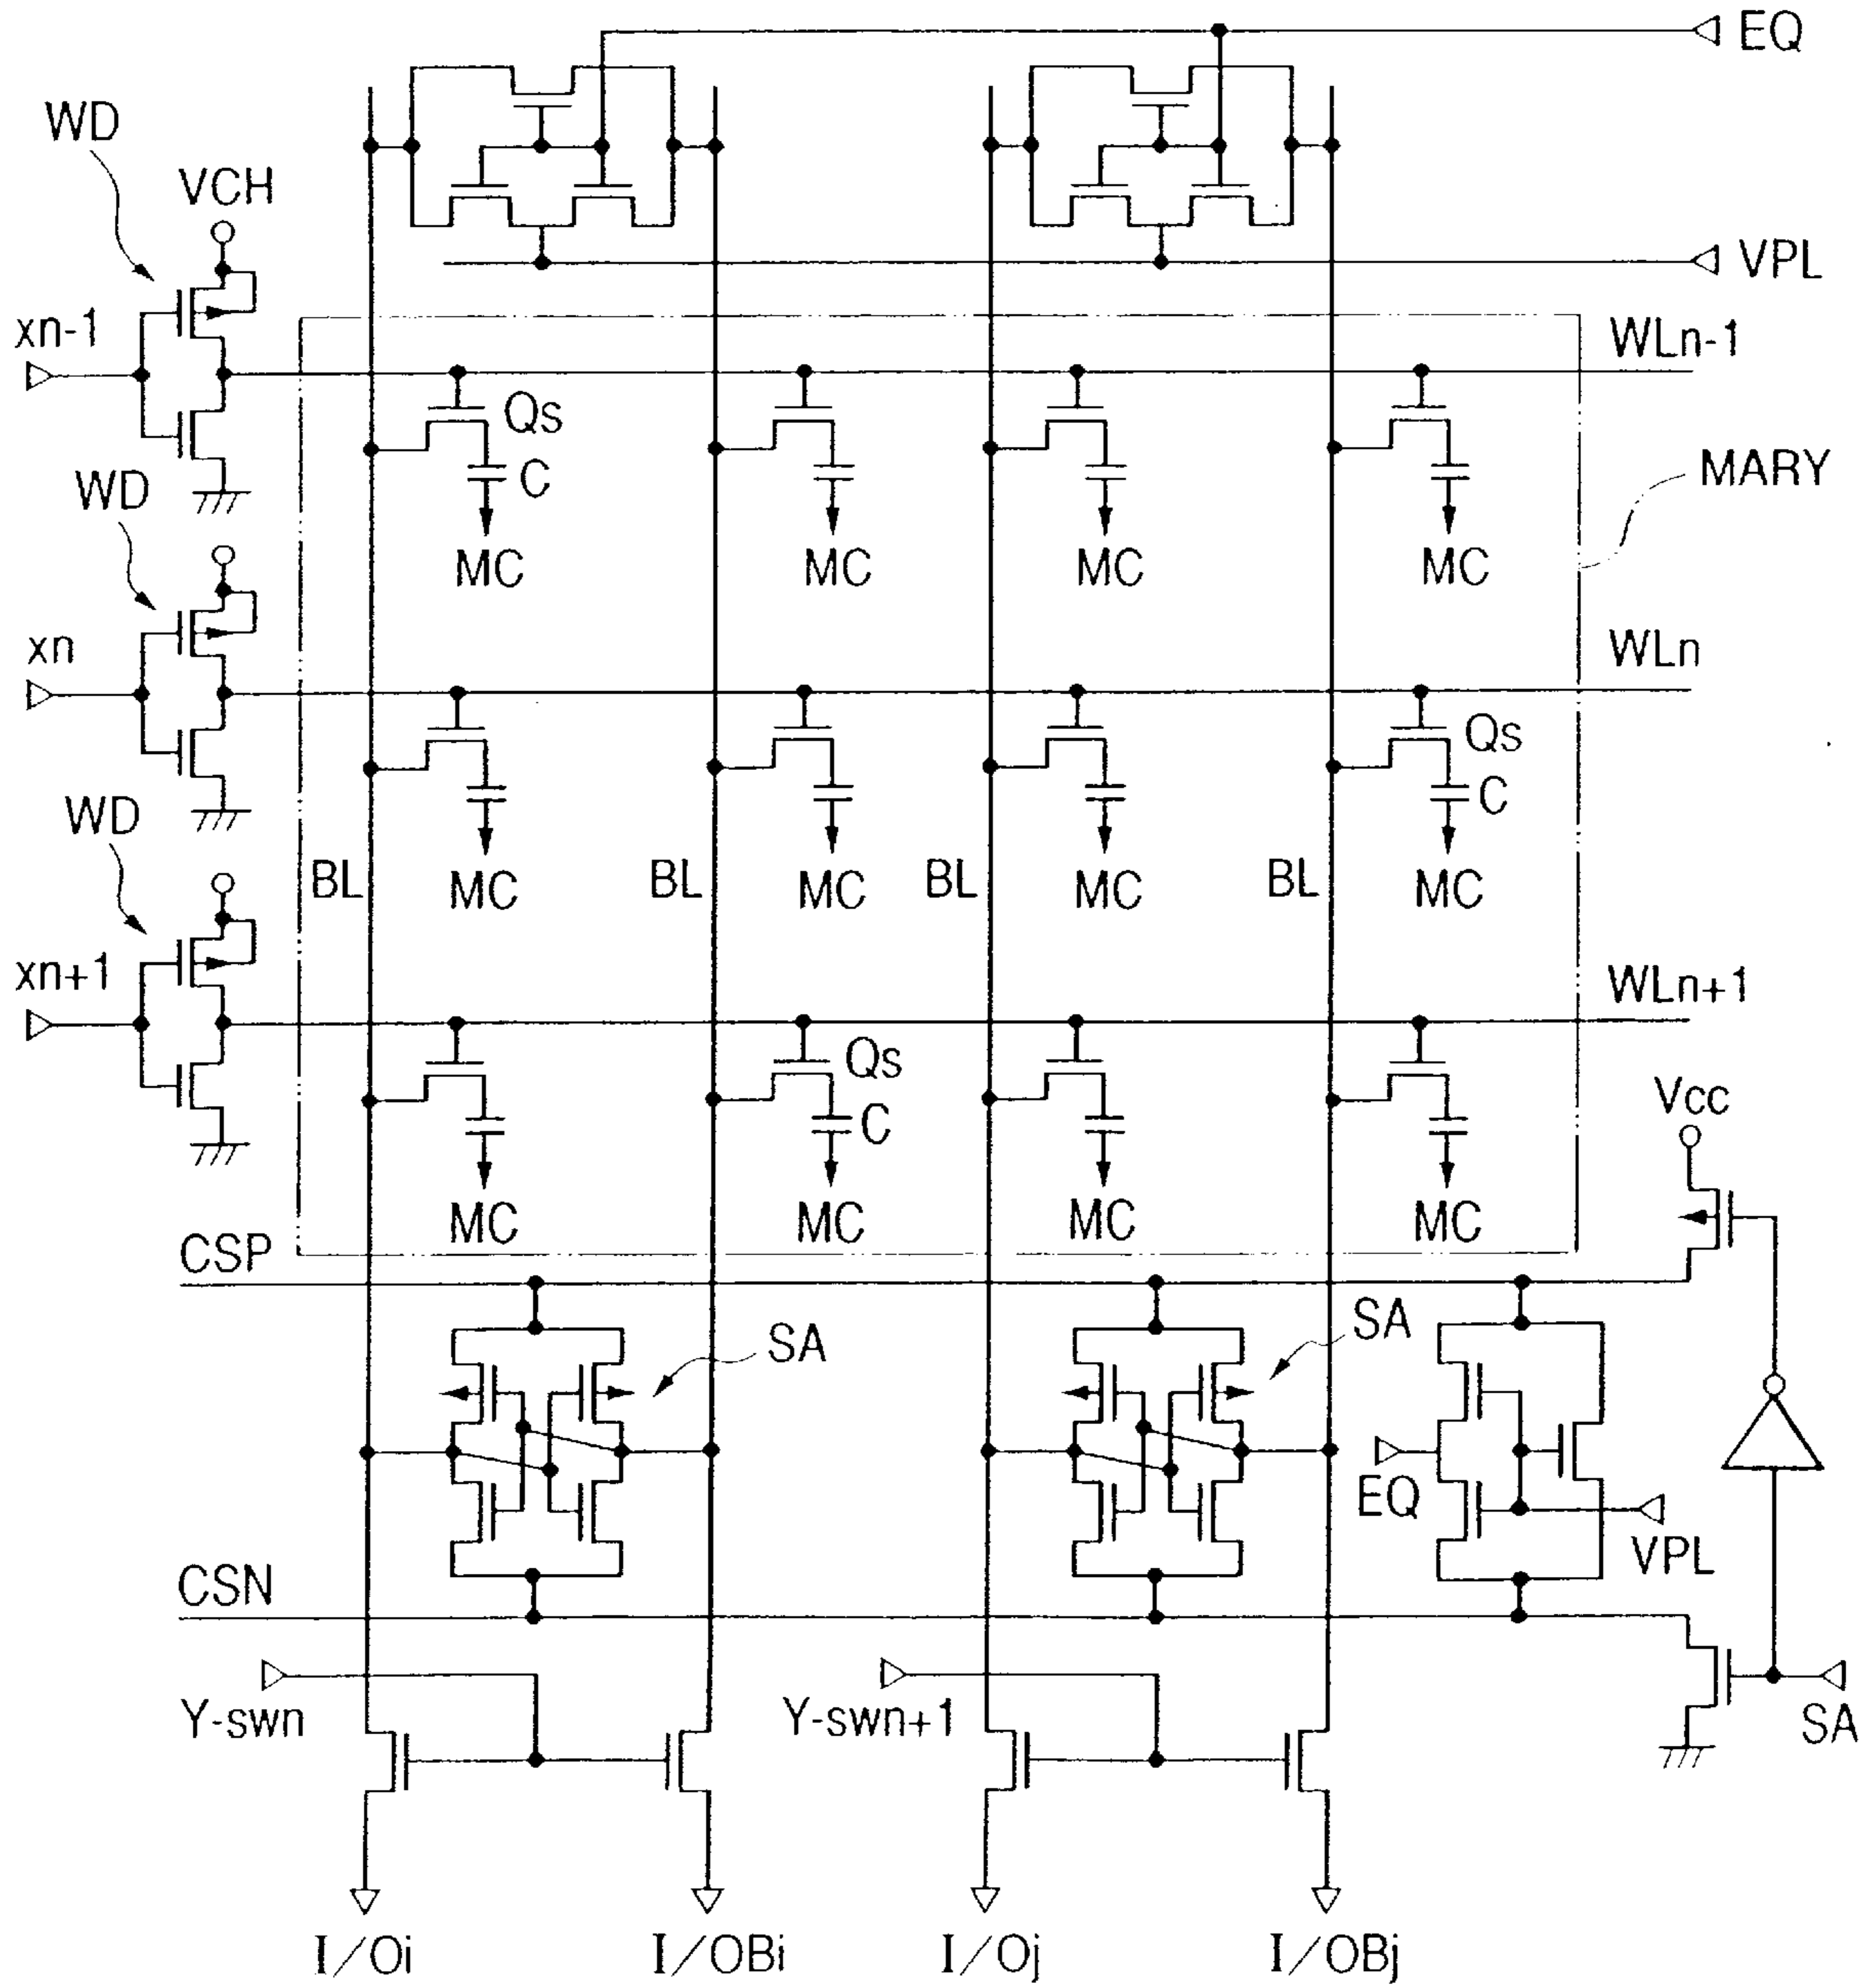 EQ
WD
VCH
VPL
xn-1
WLn-1
Qs
C
MARY
WD
MC MC MC MC
xn
WLn
Qs
C
WD
BL MC BL MC BL MC BL MC
xn+1
WLn+1
Qs
C
Vcc
MC MC MC MC
CSP
SA SA
EQ
VPL
CSN
Y-swn Y-swn+1
SA
I/Oi I/OBi I/Oj I/OBj